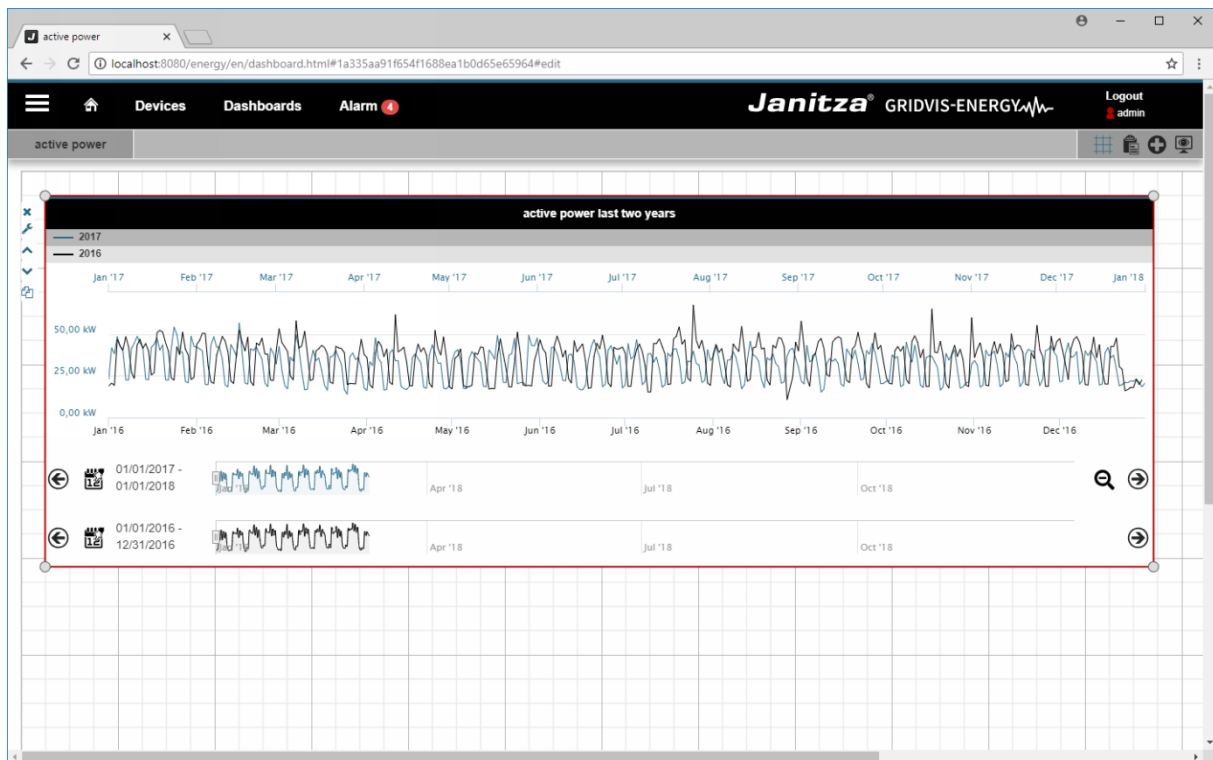 active power
localhost:8080/energy/en/dashboard.html#1a335aa91f654f1688ea1b0d65e65964#edit
Devices Dashboards Alarm 4 Janitza® GRIDVIS-ENERGY Logout
admin
active power
active power last two years
2017
2016
Jan '17 Feb '17 Mar '17 Apr '17 May '17 Jun '17 Jul '17 Aug '17 Sep '17 Oct '17 Nov '17 Dec '17 Jan '18
50,00 kW
25,00 kW
0,00 kW
Jan '16 Feb '16 Mar '16 Apr '16 May '16 Jun '16 Jul '16 Aug '16 Sep '16 Oct '16 Nov '16 Dec '16
01/01/2017 -
01/01/2018
Jan '18 Apr '18 Jul '18 Oct '18
01/01/2016 -
12/31/2016
Jan '18 Apr '18 Jul '18 Oct '18